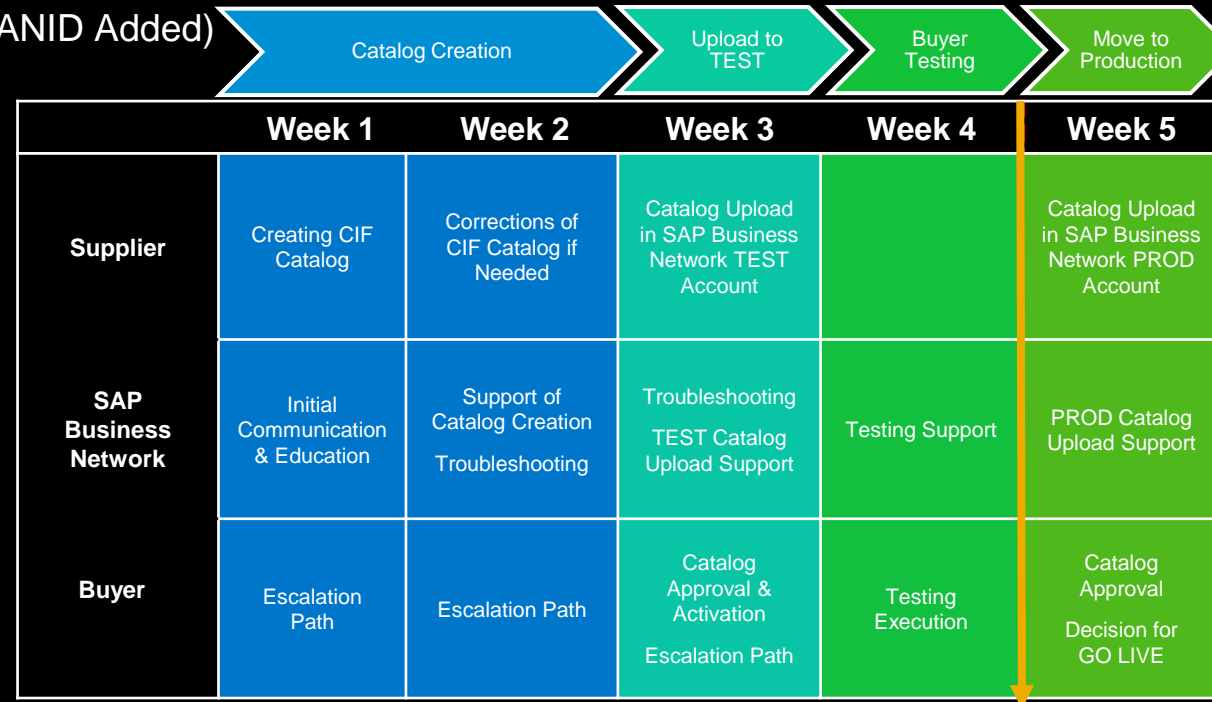 ANID Added)
Catalog Creation
Upload to
TEST
Buyer
Testing
Move to
Production
Week 1
Week 2
Week 3
Week 4
Week 5
Supplier
Creating CIF
Catalog
Corrections of
CIF Catalog if
Needed
Catalog Upload
in SAP Business
Network TEST
Account
Catalog Upload
in SAP Business
Network PROD
Account
SAP
Business
Network
Initial
Communication
& Education
Support of
Catalog Creation
Troubleshooting
Troubleshooting
TEST Catalog
Upload Support
Testing Support
PROD Catalog
Upload Support
Buyer
Escalation
Path
Escalation Path
Catalog
Approval &
Activation
Escalation Path
Testing
Execution
Catalog
Approval
Decision for
GO LIVE